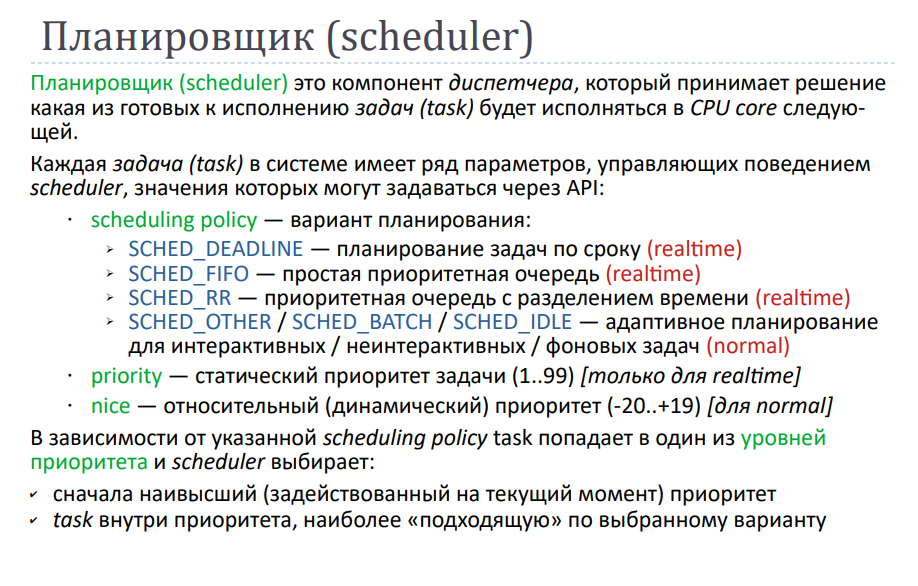 Планировщик (scheduler)
Планировщик (scheduler) это компонент диспетчера, который принимает решение
какая из готовых к исполнению задач (task) будет исполняться в CPU core следую-
щей.
Каждая задача (task) в системе имеет ряд параметров, управляющих поведением
scheduler, значения которых могут задаваться через API:
· scheduling policy — вариант планирования:
➢ SCHED_DEADLINE — планирование задач по сроку (realtime)
➢ SCHED_FIFO — простая приоритетная очередь (realtime)
➢ SCHED_RR — приоритетная очередь с разделением времени (realtime)
➢ SCHED_OTHER / SCHED_BATCH / SCHED_IDLE — адаптивное планирование
для интерактивных / неинтерактивных / фоновых задач (normal)
· priority — статический приоритет задачи (1..99) [только для realtime]
· nice — относительный (динамический) приоритет (-20..+19) [для normal]
В зависимости от указанной scheduling policy task попадает в один из уровней
приоритета и scheduler выбирает:
✔ сначала наивысший (задействованный на текущий момент) приоритет
✔ task внутри приоритета, наиболее «подходящую» по выбранному варианту